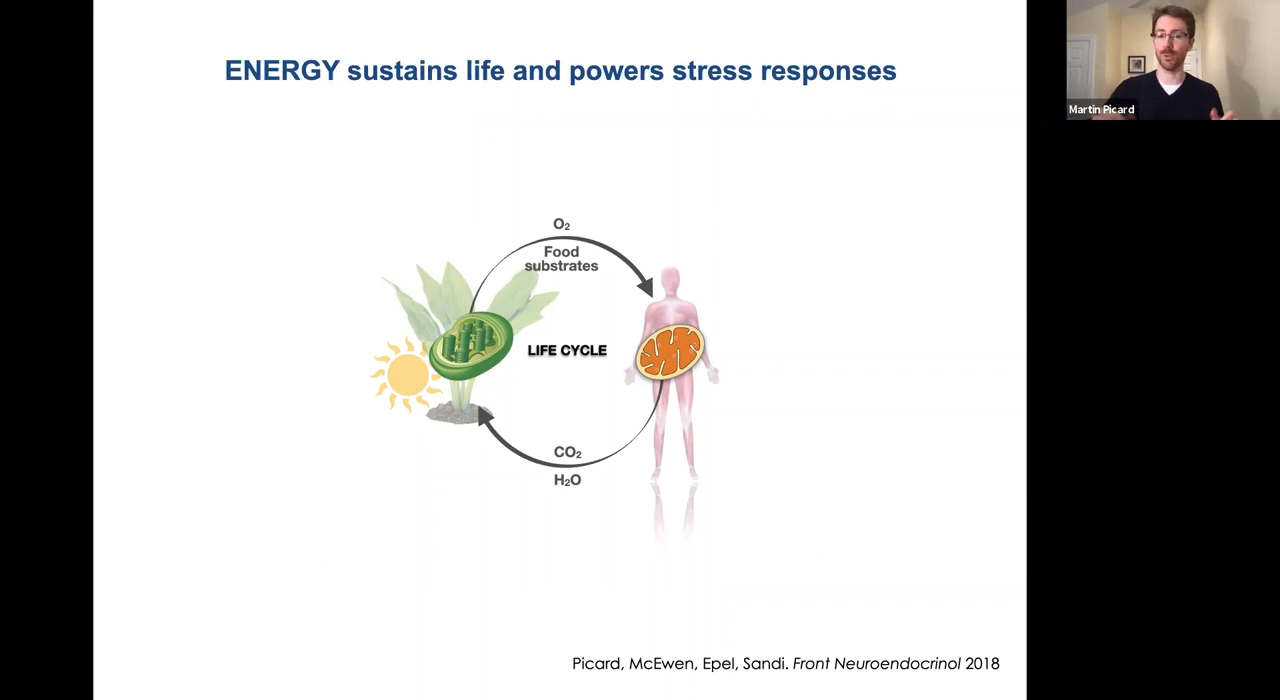 ENERGY sustains life and powers stress responses
Martin Picard
O₂
Food
substrates
LIFE CYCLE
CO₂
H₂O
Picard, McEwen, Epel, Sandi. Front Neuroendocrinol 2018